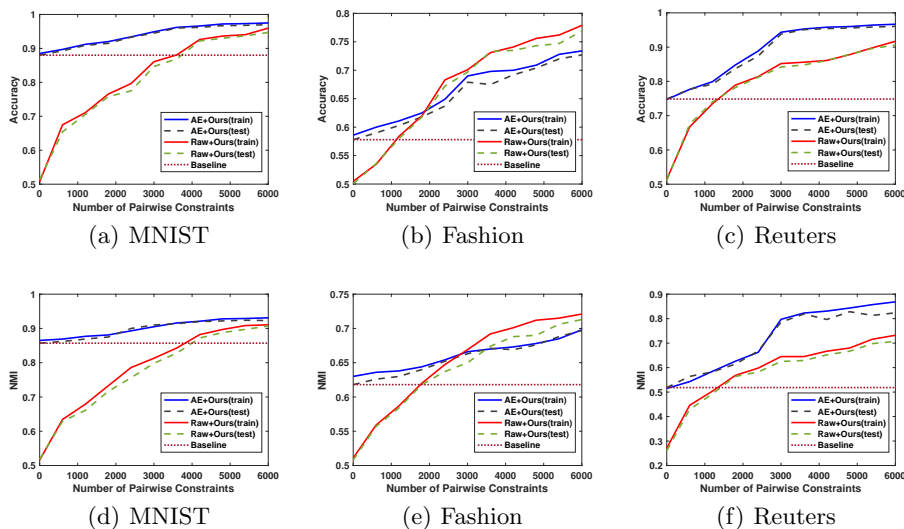 1
0.9
0.8
0.7
0.6
0.5
Accuracy
0 1000 2000 3000 4000 5000 6000
Number of Pairwise Constraints
AE+Ours(train)
AE+Ours(test)
Raw+Ours(train)
Raw+Ours(test)
Baseline
(a) MNIST
0.8
0.75
0.7
0.65
0.6
0.55
0.5
Accuracy
0 1000 2000 3000 4000 5000 6000
Number of Pairwise Constraints
AE+Ours(train)
AE+Ours(test)
Raw+Ours(train)
Raw+Ours(test)
Baseline
(b) Fashion
1
0.9
0.8
0.7
0.6
0.5
Accuracy
0 1000 2000 3000 4000 5000 6000
Number of Pairwise Constraints
AE+Ours(train)
AE+Ours(test)
Raw+Ours(train)
Raw+Ours(test)
Baseline
(c) Reuters
1
0.9
0.8
0.7
0.6
0.5
NMI
0 1000 2000 3000 4000 5000 6000
Number of Pairwise Constraints
AE+Ours(train)
AE+Ours(test)
Raw+Ours(train)
Raw+Ours(test)
Baseline
(d) MNIST
0.75
0.7
0.65
0.6
0.55
0.5
NMI
0 1000 2000 3000 4000 5000 6000
Number of Pairwise Constraints
AE+Ours(train)
AE+Ours(test)
Raw+Ours(train)
Raw+Ours(test)
Baseline
(e) Fashion
0.9
0.8
0.7
0.6
0.5
0.4
0.3
0.2
NMI
0 1000 2000 3000 4000 5000 6000
Number of Pairwise Constraints
AE+Ours(train)
AE+Ours(test)
Raw+Ours(train)
Raw+Ours(test)
Baseline
(f) Reuters